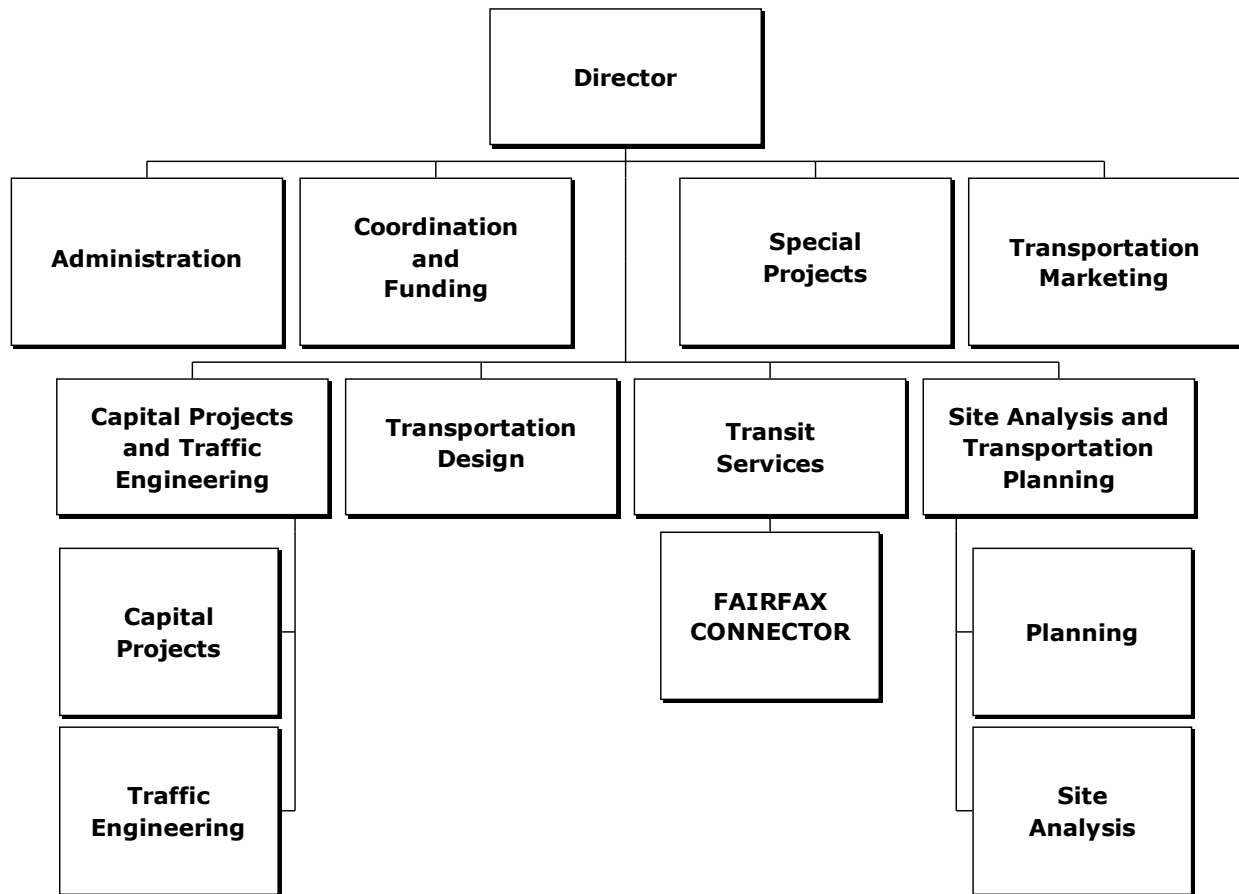 Director
Administration
Coordination
and
Funding
Special
Projects
Transportation
Marketing
Capital Projects
and Traffic
Engineering
Transportation
Design
Transit
Services
Site Analysis and
Transportation
Planning
Capital
Projects
FAIRFAX
CONNECTOR
Planning
Traffic
Engineering
Site
Analysis